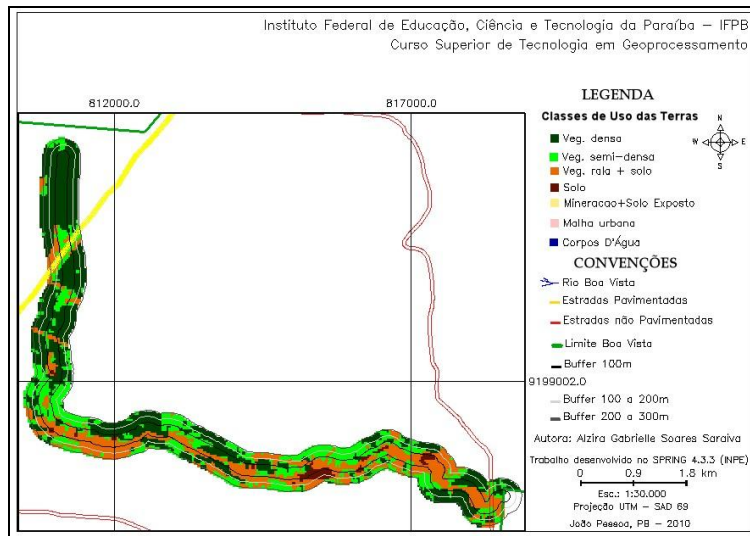 Instituto Federal de Educação, Ciência e Tecnologia da Paraíba – IFPB
Curso Superior de Tecnologia em Geoprocessamento
812000.0
817000.0
9199002.0
LEGENDA
Classes de Uso das Terras
N
W
E
S
Veg. densa
Veg. semi-densa
Veg. rala + solo
Solo
Mineracao+Solo Exposto
Malha urbana
Corpos D'Água
CONVENÇÕES
Rio Boa Vista
Estradas Pavimentadas
Estradas não Pavimentadas
Limite Boa Vista
Buffer 100m
Buffer 100 a 200m
Buffer 200 a 300m
Autora: Alzira Gabrielle Soares Saraiva
Trabalho desenvolvido no SPRING 4.3.3 (INPE)
0 0.9 1.8 km
Esc.: 1:30.000
Projeção UTM – SAD 69
João Pessoa, PB – 2010